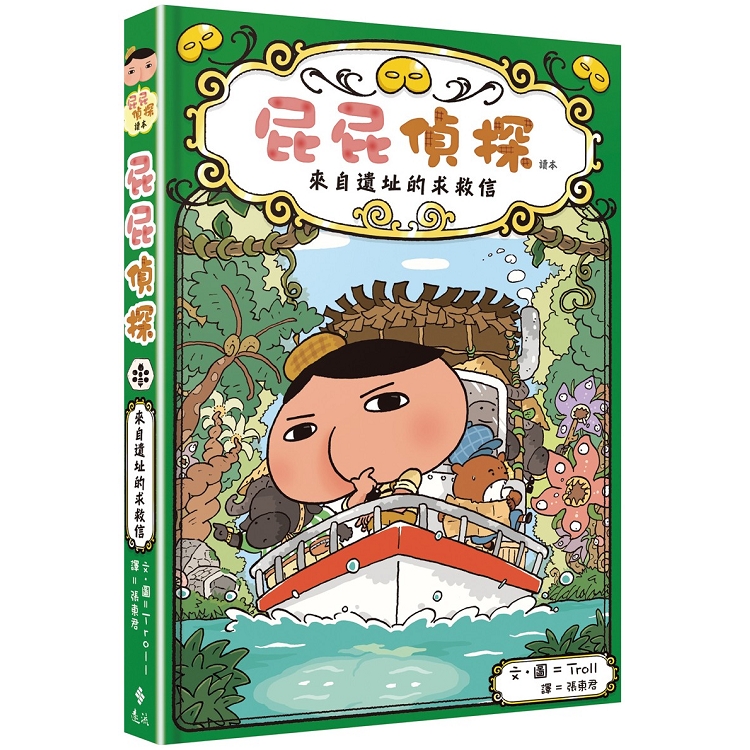 屁屁偵探 讀本
來自遺址的求救信
文・圖 = Troll
譯 = 張東君
屁屁
偵探
讀本
屁屁偵探
來自遺址的求救信
文・圖=Troll
譯=張東君
遠流